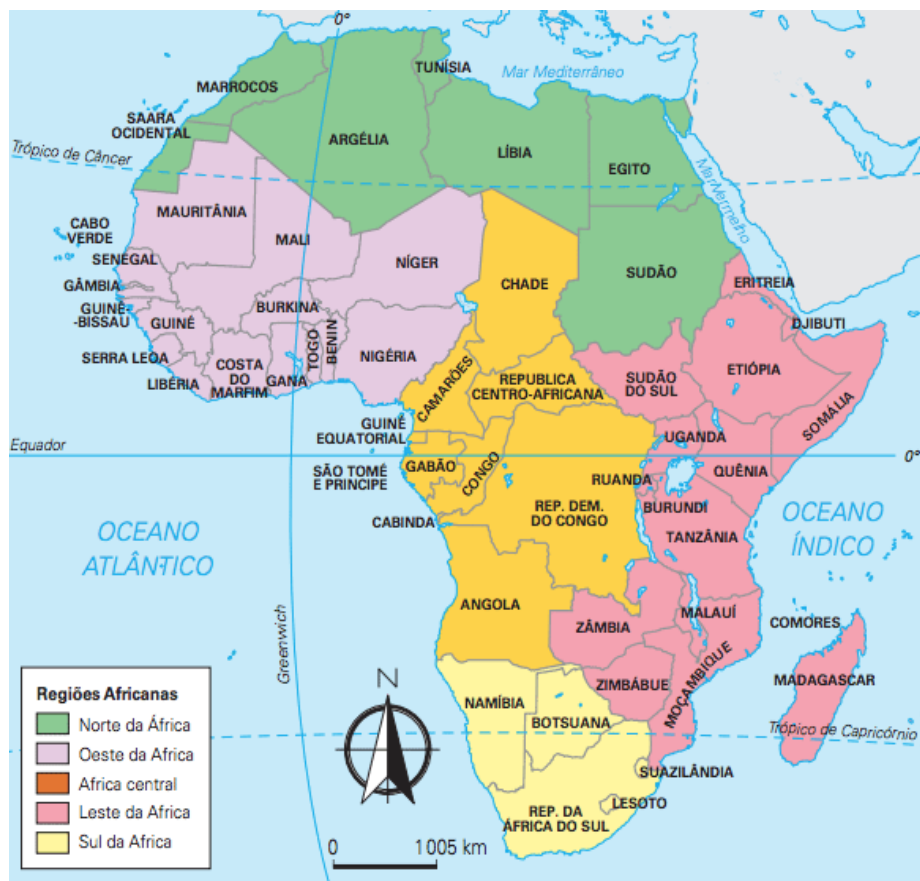 0°
TUNÍSIA
Mar Mediterrâneo
MARROCOS
SAARA
OCIDENTAL
ARGÉLIA
LÍBIA
EGITO
Trópico de Câncer
Mar Vermelho
MAURITÂNIA
CABO
VERDE
MALI
NÍGER
CHADE
SUDÃO
ERITREIA
SENEGAL
GÂMBIA
GUINÉ-
-BISSAU
GUINÉ
BURKINA
DJIBUTI
SERRA LEOA
COSTA
DO
MARFIM
GANA
TOGO
BENIN
NIGÉRIA
ETIÓPIA
LIBÉRIA
CAMARÕES
REPUBLICA
CENTRO-AFRICANA
SUDÃO
DO SUL
SOMÁLIA
GUINÉ
EQUATORIAL
UGANDA
Equador
0°
GABÃO
CONGO
QUÊNIA
SÃO TOMÉ
E PRINCIPE
RUANDA
REP. DEM.
DO CONGO
BURUNDI
CABINDA
TANZÂNIA
OCEANO
ATLÂNTICO
OCEANO
ÍNDICO
ANGOLA
Greenwich
ZÂMBIA
MALAUÍ
COMORES
MOÇAMBIQUE
MADAGASCAR
ZIMBÁBUE
NAMÍBIA
BOTSUANA
Trópico de Capricórnio
SUAZILÂNDIA
LESOTO
REP. DA
ÁFRICA DO SUL
N
0 1 005 km
Regiões Africanas
Norte da África
Oeste da Africa
Africa central
Leste da Africa
Sul da Africa